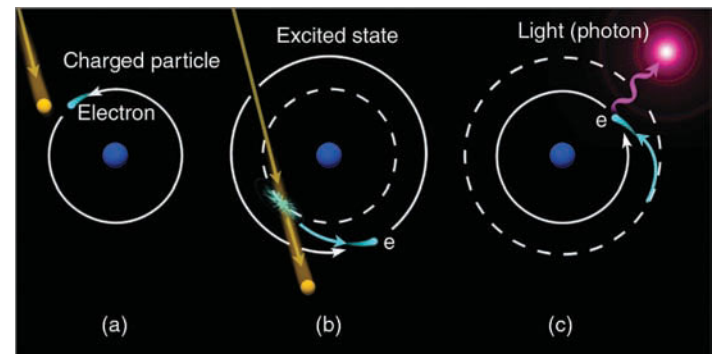 Charged particle
Electron
(a)
Excited state
e
(b)
Light (photon)
e
(c)